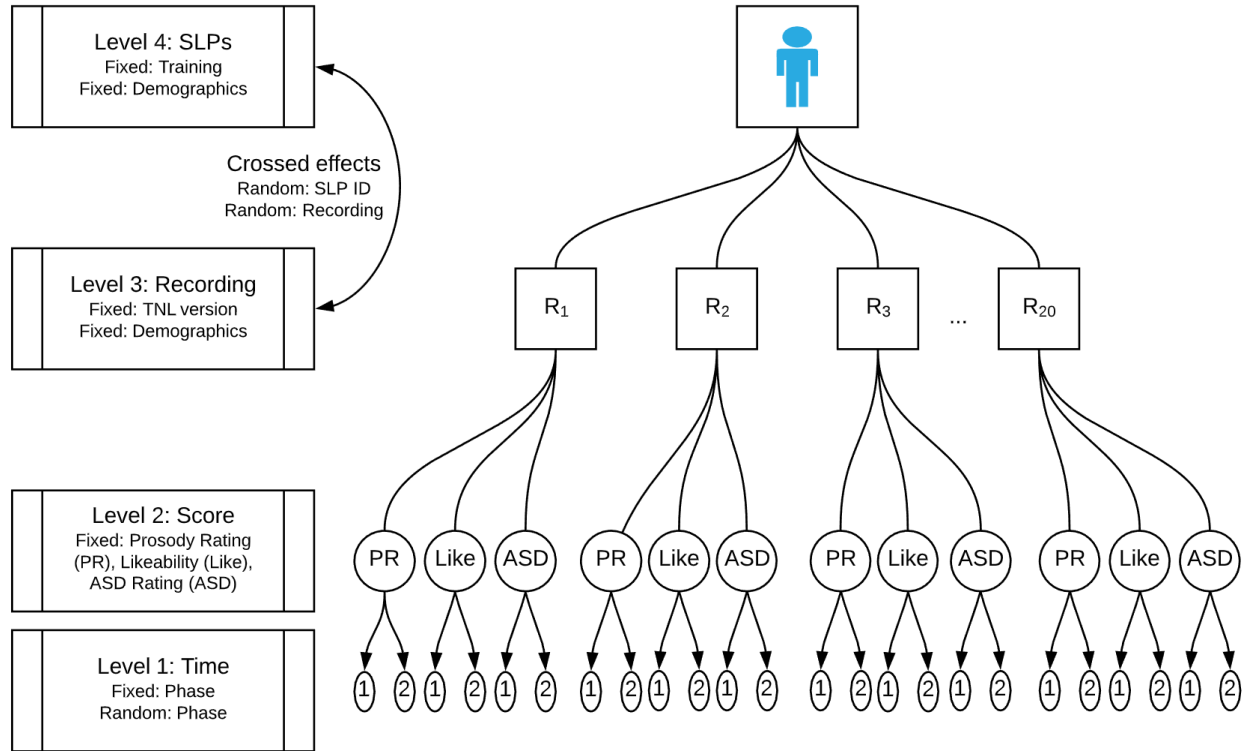 Level 4: SLPs
Fixed: Training
Fixed: Demographics
Crossed effects
Random: SLP ID
Random: Recording
Level 3: Recording
Fixed: TNL version
Fixed: Demographics
R₁ R₂ R₃ ... R₂₀
Level 2: Score
Fixed: Prosody Rating
(PR), Likeability (Like),
ASD Rating (ASD)
PR Like ASD PR Like ASD PR Like ASD PR Like ASD
Level 1: Time
Fixed: Phase
Random: Phase
1 2 1 2 1 2 1 2 1 2 1 2 1 2 1 2 1 2 1 2 1 2 1 2